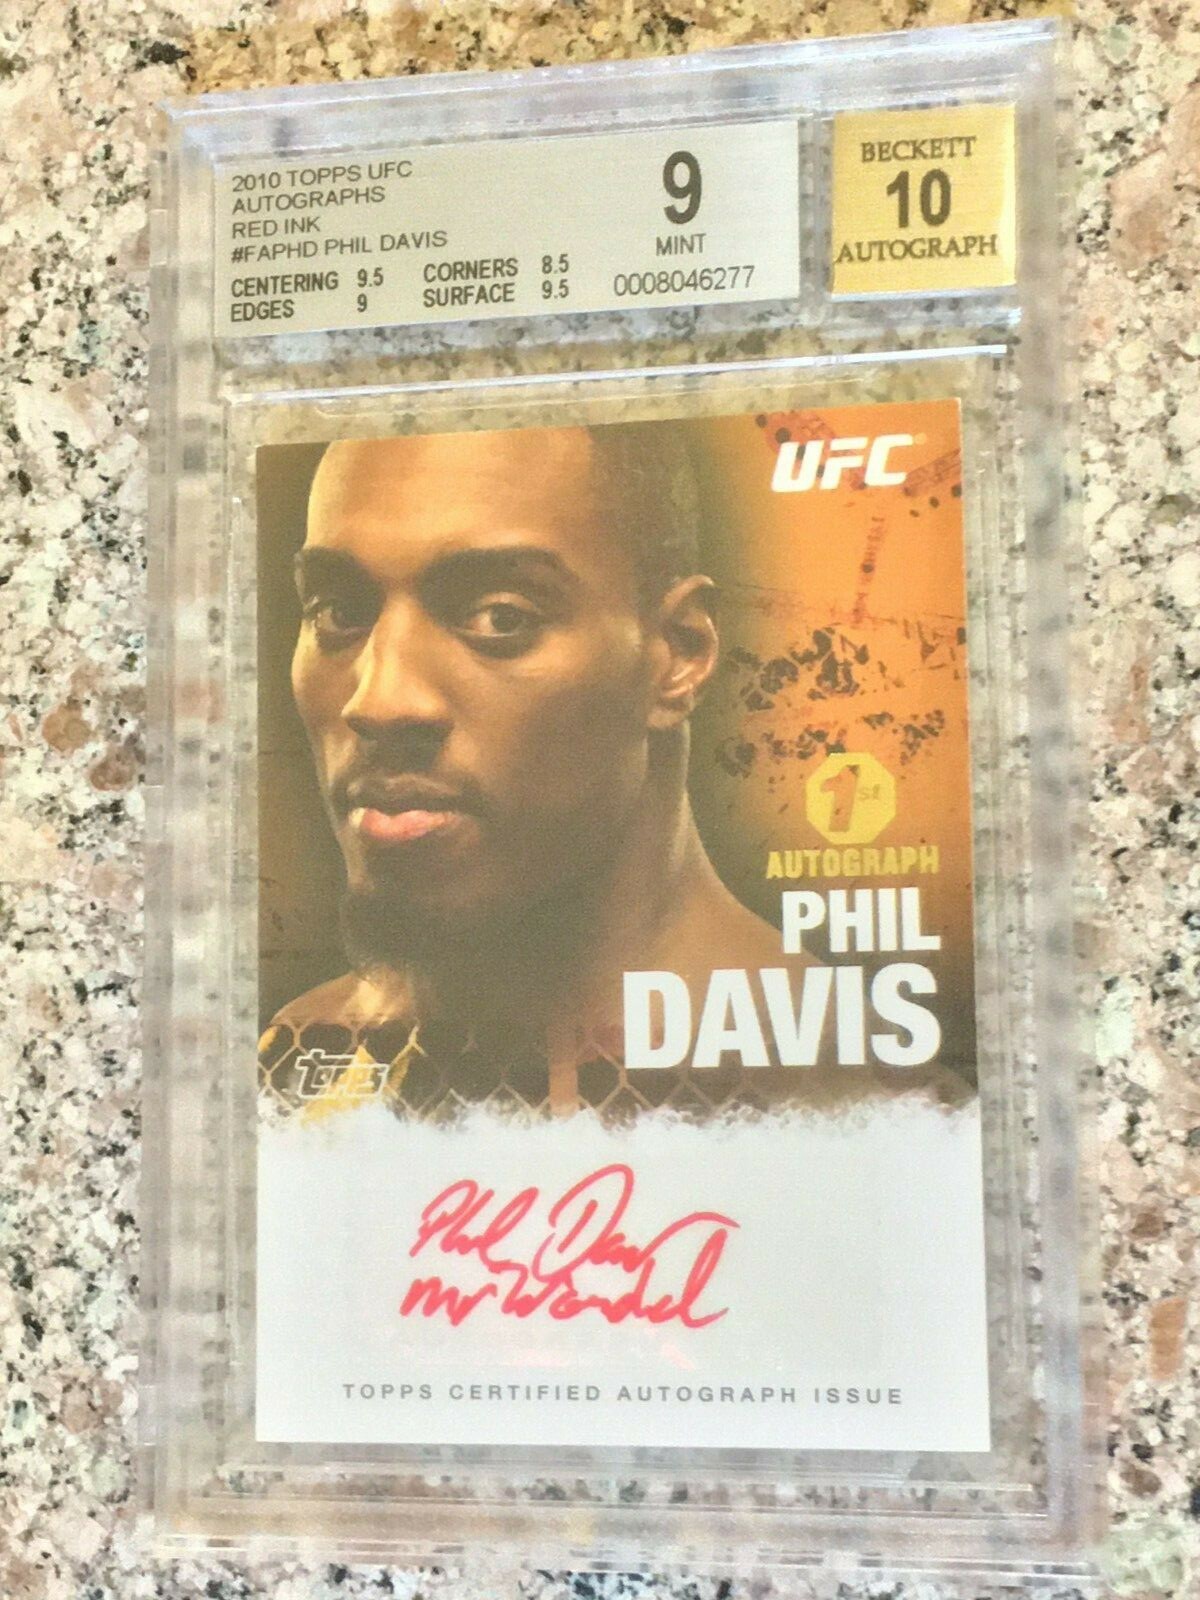 2010 TOPPS UFC
AUTOGRAPHS
RED INK
#FAPHD PHIL DAVIS
CENTERING 9.5 CORNERS 8.5
EDGES 9 SURFACE 9.5
9
MINT
0008046277
BECKETT
10
AUTOGRAPH
UFC®
1st
AUTOGRAPH
PHIL
DAVIS
topps
Phil Davis
Mr Wonderful
TOPPS CERTIFIED AUTOGRAPH ISSUE